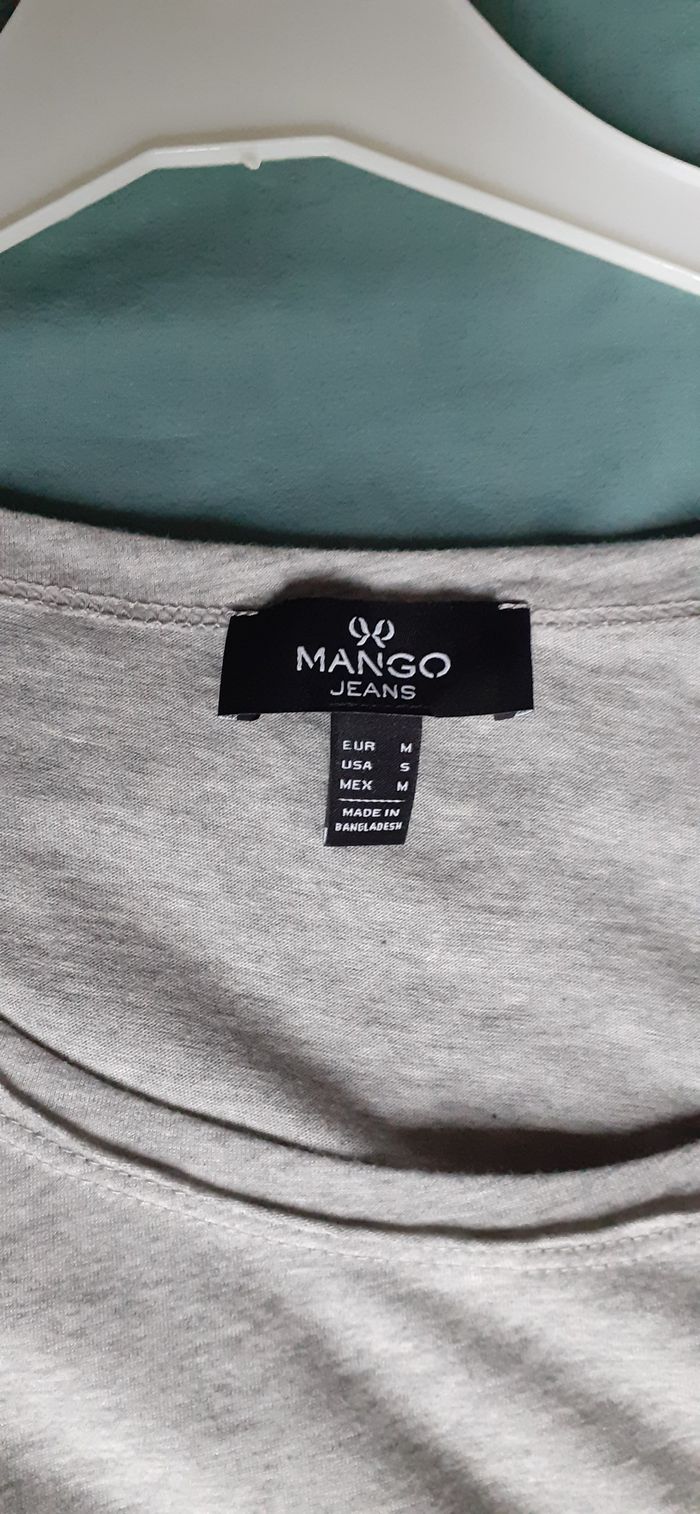 MANGO
JEANS
EUR M
USA S
MEX M
MADE IN
BANGLADESH